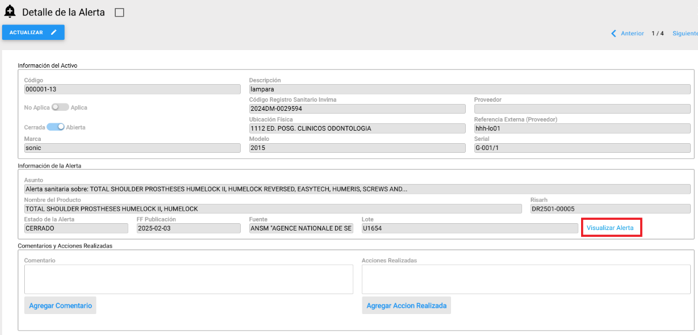 Detalle de la Alerta
ACTUALIZAR
Anterior 1 / 4 Siguiente
Información del Activo
Código Descripción
000001-13 lampara
Código Registro Sanitario Invima Proveedor
No Aplica Aplica 2024DM-0029594
Ubicación Física Referencia Externa (Proveedor)
Cerrada Abierta 1112 ED. POSG. CLINICOS ODONTOLOGIA hhh-lo01
Marca Modelo Serial
sonic 2015 G-001/1
Información de la Alerta
Asunto
Alerta sanitaria sobre: TOTAL SHOULDER PROSTHESES HUMELOCK II, HUMELOCK REVERSED, EASYTECH, HUMERIS, SCREWS AND...
Nombre del Producto Risarh
TOTAL SHOULDER PROSTHESES HUMELOCK II, HUMELOCK DR2501-00005
Estado de la Alerta FF Publicación Fuente Lote
CERRADO 2025-02-03 ANSM "AGENCE NATIONALE DE SE U1654 Visualizar Alerta
Comentarios y Acciones Realizadas
Comentario Acciones Realizadas
Agregar Comentario Agregar Accion Realizada